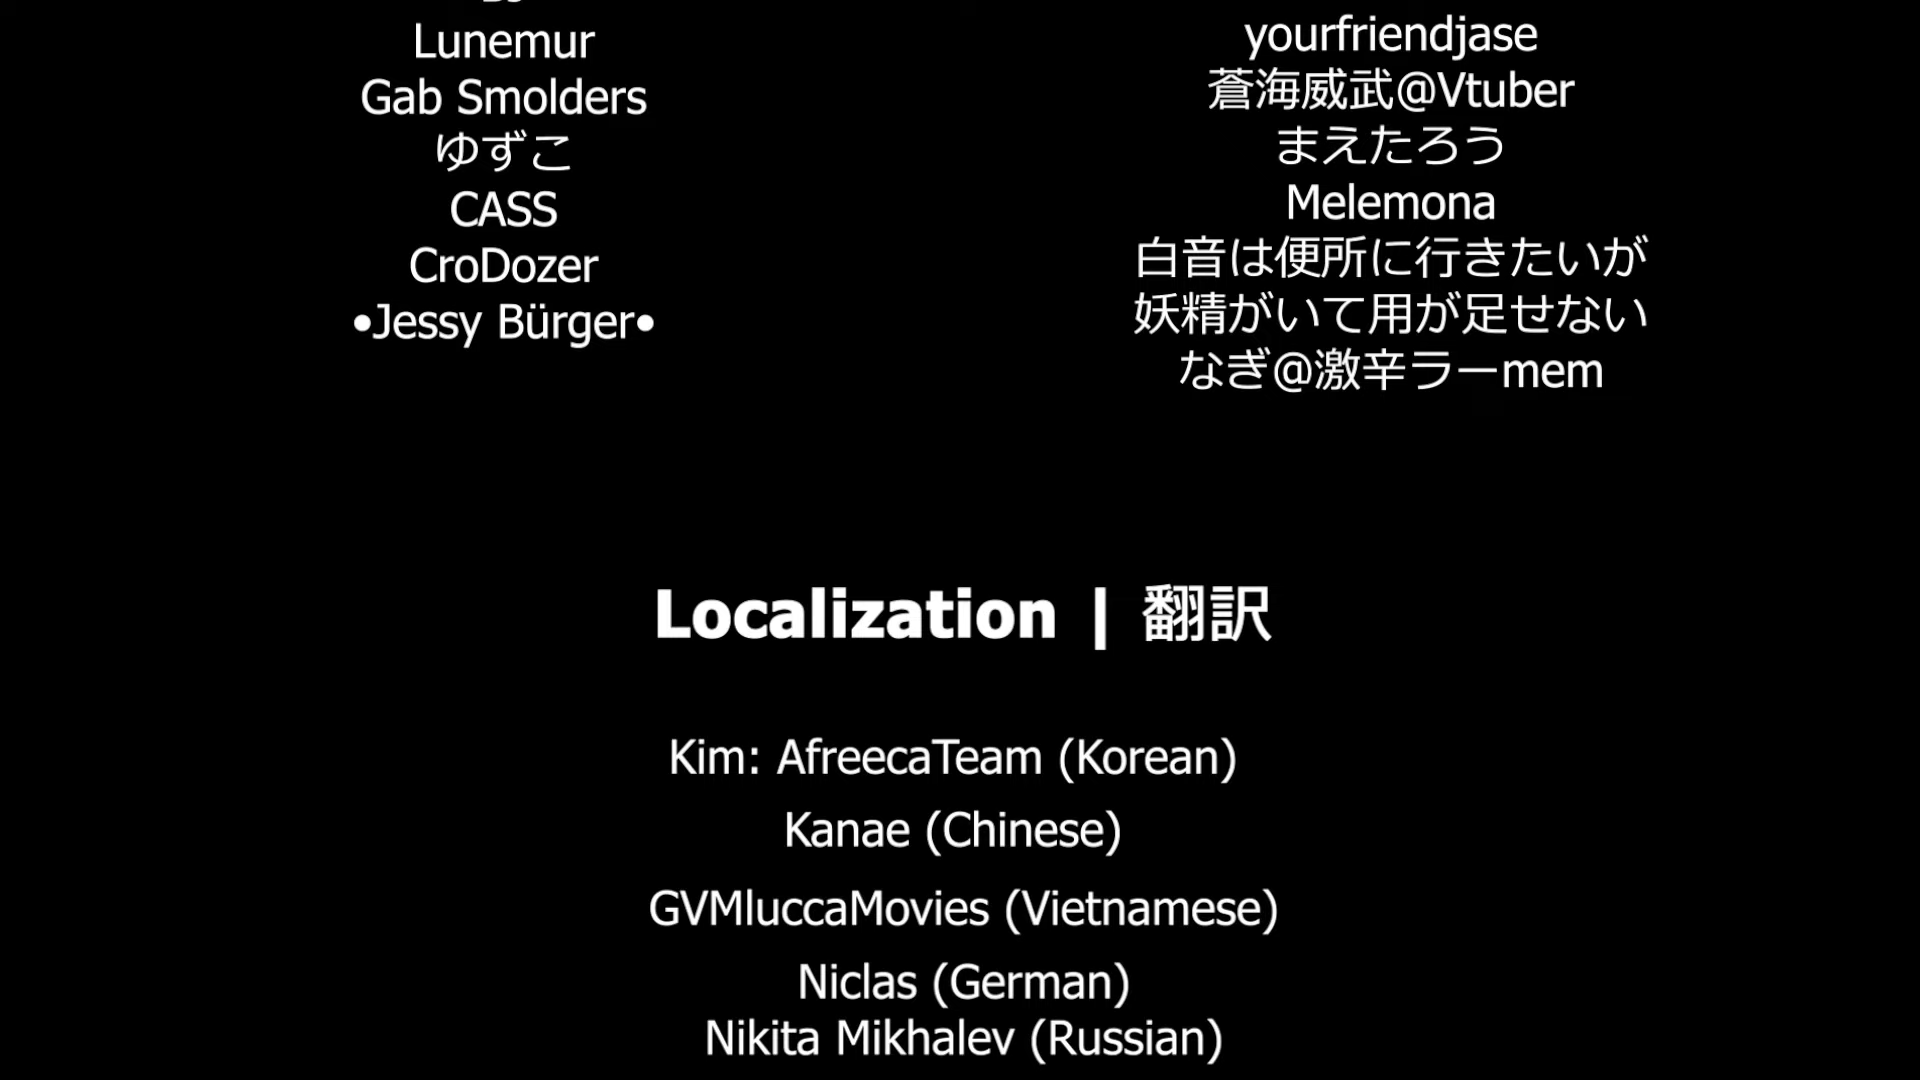 Lunemur
Gab Smolders
ゆずこ
CASS
CroDozer
•Jessy Bürger•
yourfriendjase
蒼海威武@Vtuber
まえたろう
Melemona
白音は便所に行きたいが
妖精がいて用が足せない
なぎ@激辛ラーmem
Localization | 翻訳
Kim: AfreecaTeam (Korean)
Kanae (Chinese)
GVMluccaMovies (Vietnamese)
Niclas (German)
Nikita Mikhalev (Russian)